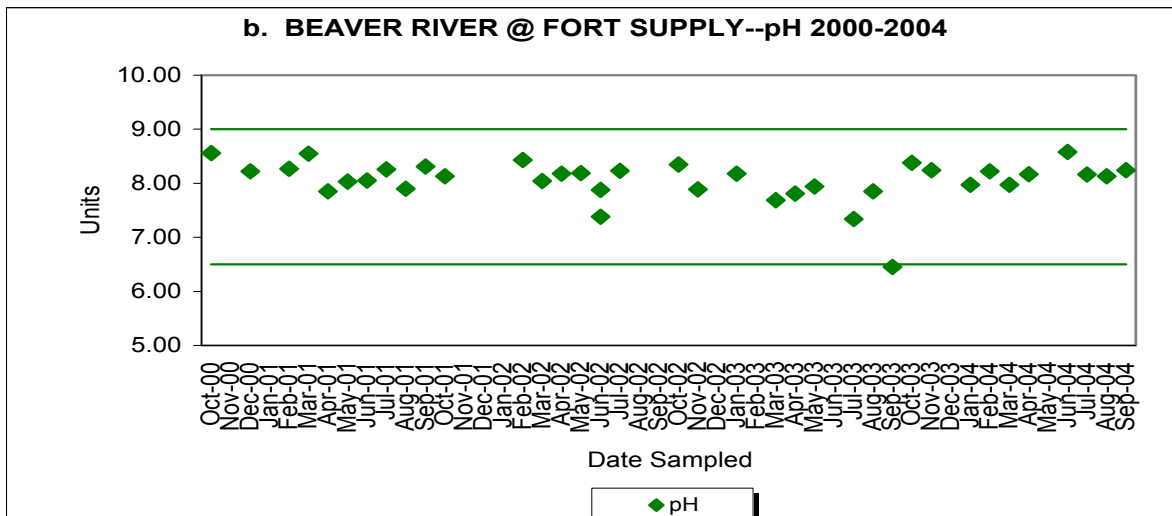 b. BEAVER RIVER @ FORT SUPPLY--pH 2000-2004
10.00
9.00
8.00
7.00
6.00
5.00
Units
Oct-00
Nov-00
Dec-00
Jan-01
Feb-01
Mar-01
Apr-01
May-01
Jun-01
Jul-01
Aug-01
Sep-01
Oct-01
Nov-01
Dec-01
Jan-02
Feb-02
Mar-02
Apr-02
May-02
Jun-02
Jul-02
Aug-02
Sep-02
Oct-02
Nov-02
Dec-02
Jan-03
Feb-03
Mar-03
Apr-03
May-03
Jun-03
Jul-03
Aug-03
Sep-03
Oct-03
Nov-03
Dec-03
Jan-04
Feb-04
Mar-04
Apr-04
May-04
Jun-04
Jul-04
Aug-04
Sep-04
Date Sampled
pH